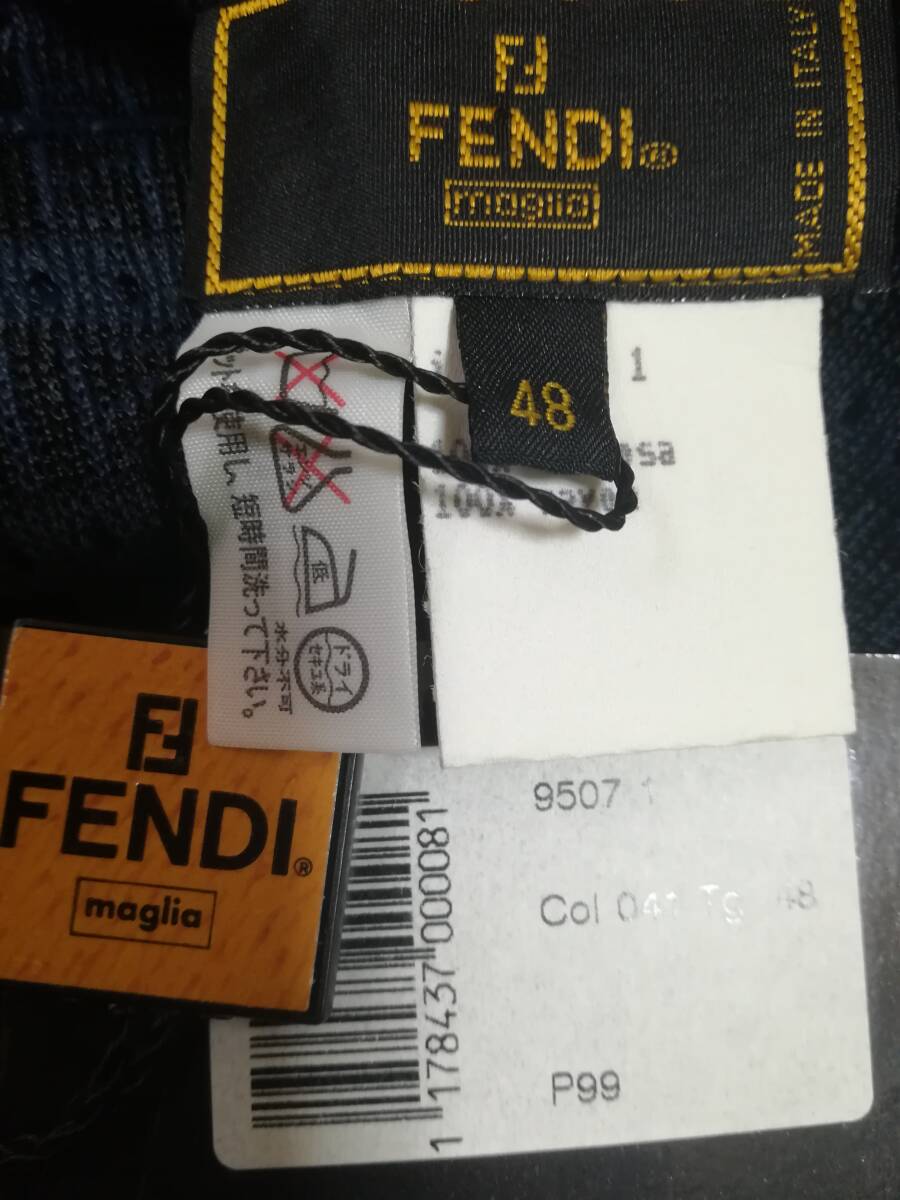 FENDI®
maglia
MADE IN ITALY
48
1
100%
ネットを使用し、短時間洗って下さい。
低
ドライ
セキユ系
水分不可
FENDI®
maglia
9507 1
Col 041 Tg 48
P99
1 178437 000081